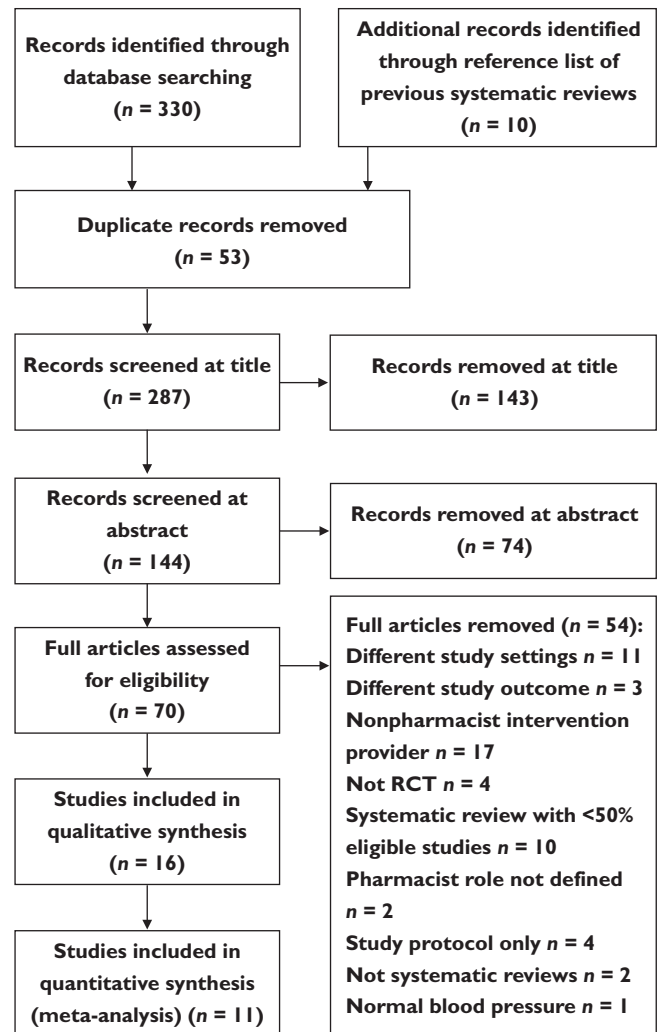 Records identified through
database searching
(n = 330)
Additional records identified
through reference list of
previous systematic reviews
(n = 10)
Duplicate records removed
(n = 53)
Records screened at title
(n = 287)
Records removed at title
(n = 143)
Records screened at
abstract
(n = 144)
Records removed at abstract
(n = 74)
Full articles assessed
for eligibility
(n = 70)
Full articles removed (n = 54):
Different study settings n = 11
Different study outcome n = 3
Nonpharmacist intervention
provider n = 17
Not RCT n = 4
Systematic review with <50%
eligible studies n = 10
Pharmacist role not defined
n = 2
Study protocol only n = 4
Not systematic reviews n = 2
Normal blood pressure n = 1
Studies included in
qualitative synthesis
(n = 16)
Studies included in
quantitative synthesis
(meta-analysis) (n = 11)